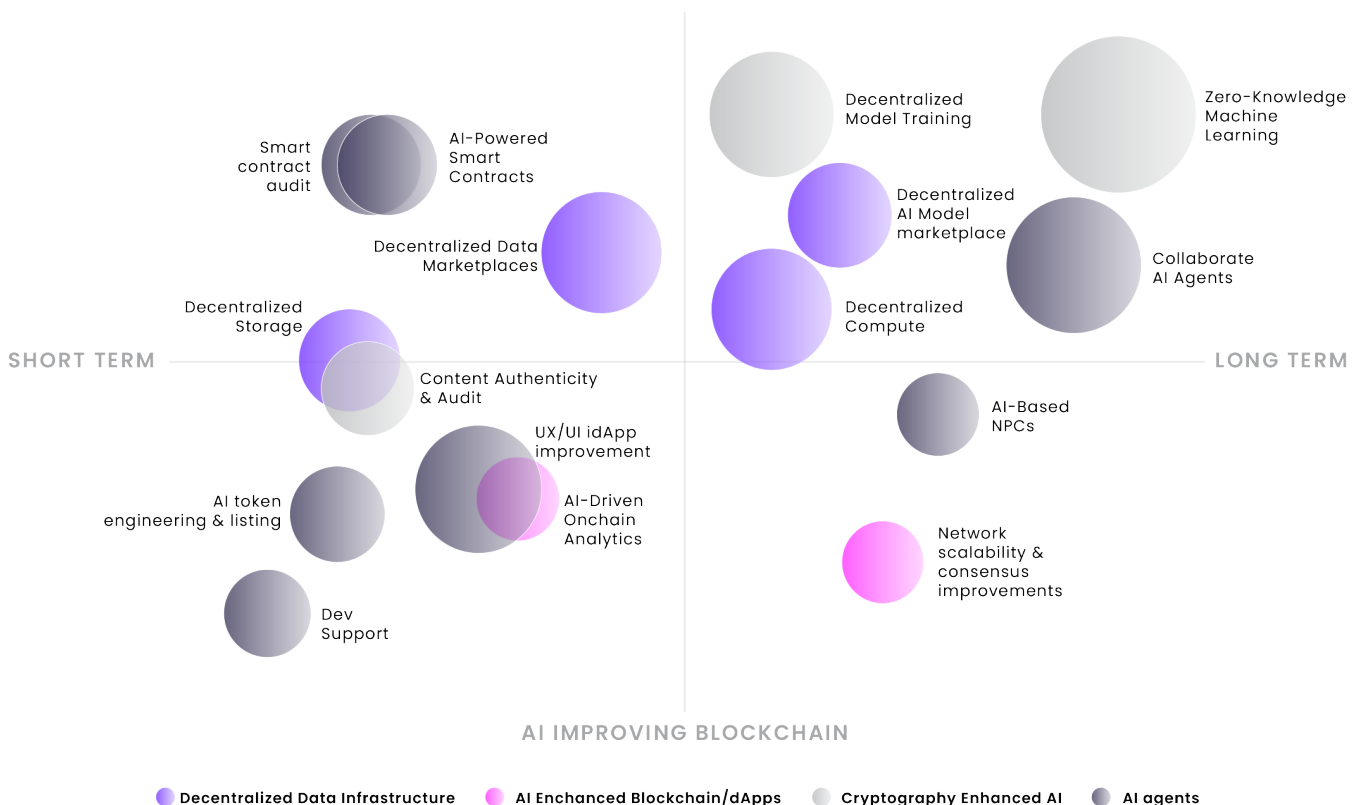 Decentralized
Model Training
Zero-Knowledge
Machine
Learning
Smart
contract
audit
AI-Powered
Smart
Contracts
Decentralized
AI Model
marketplace
Decentralized Data
Marketplaces
Collaborate
AI Agents
Decentralized
Storage
Decentralized
Compute
SHORT TERM
LONG TERM
Content Authenticity
& Audit
AI-Based
NPCs
UX/UI idApp
improvement
AI token
engineering & listing
AI-Driven
Onchain
Analytics
Network
scalability &
consensus
improvements
Dev
Support
AI IMPROVING BLOCKCHAIN
Decentralized Data Infrastructure
AI Enchanced Blockchain/dApps
Cryptography Enhanced AI
AI agents